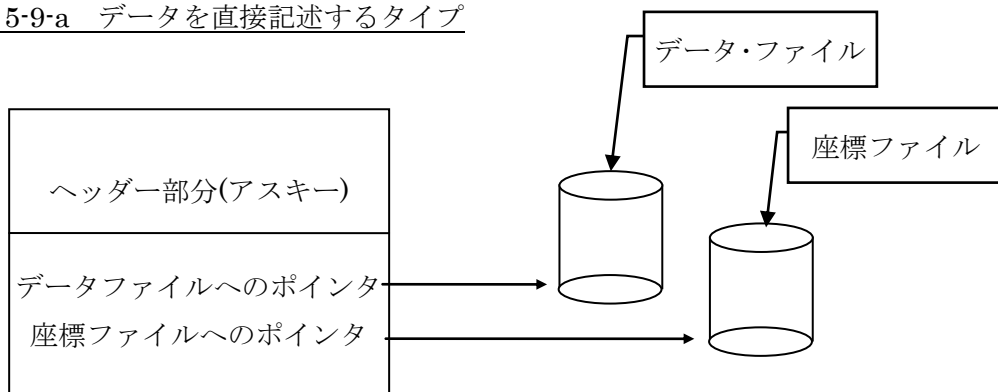 5-9-a　データを直接記述するタイプ
データ・ファイル
座標ファイル
ヘッダー部分(アスキー)
データファイルへのポインタ
座標ファイルへのポインタ